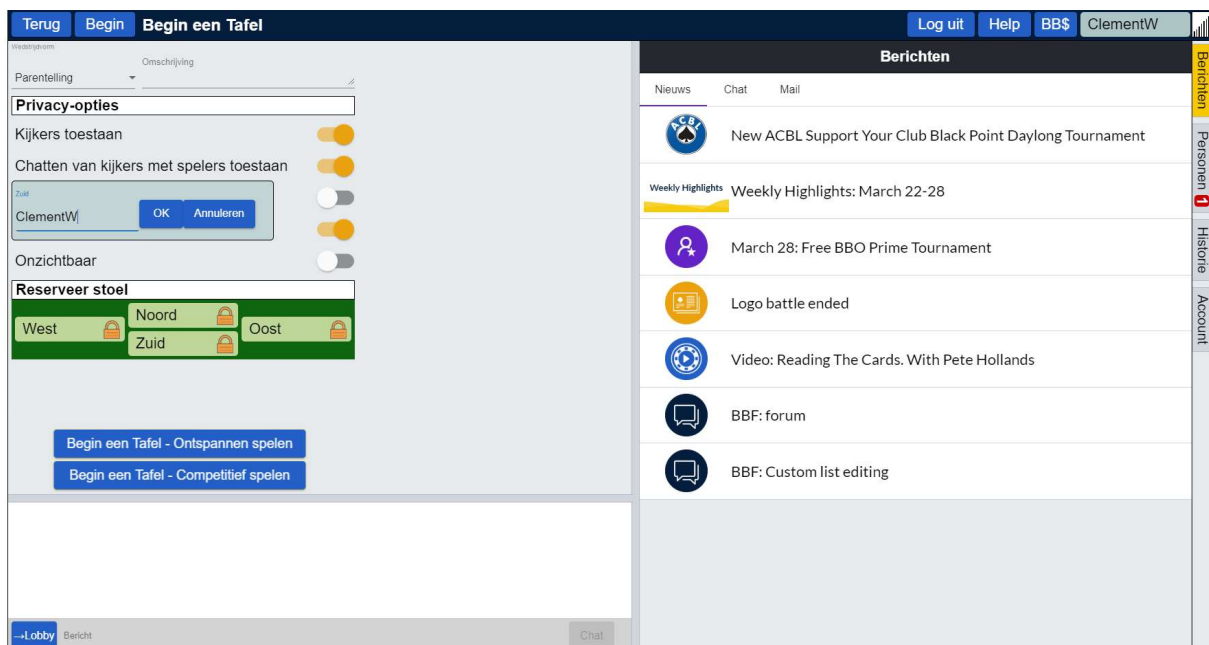 Terug Begin Begin een Tafel Log uit Help BB$ ClementW
Wedstrijdvorm
Parentelling
Omschrijving
Privacy-opties
Kijkers toestaan
Chatten van kijkers met spelers toestaan
Zuid
ClementW
OK Annuleren
Onzichtbaar
Reserveer stoel
West
Noord
Zuid
Oost
Begin een Tafel - Ontspannen spelen
Begin een Tafel - Competitief spelen
→Lobby Bericht Chat
Berichten
Nieuws Chat Mail
ACBL
New ACBL Support Your Club Black Point Daylong Tournament
Weekly Highlights
Weekly Highlights: March 22-28
March 28: Free BBO Prime Tournament
Logo battle ended
Video: Reading The Cards. With Pete Hollands
BBF: forum
BBF: Custom list editing
Berichten
Personen 1
Historie
Account